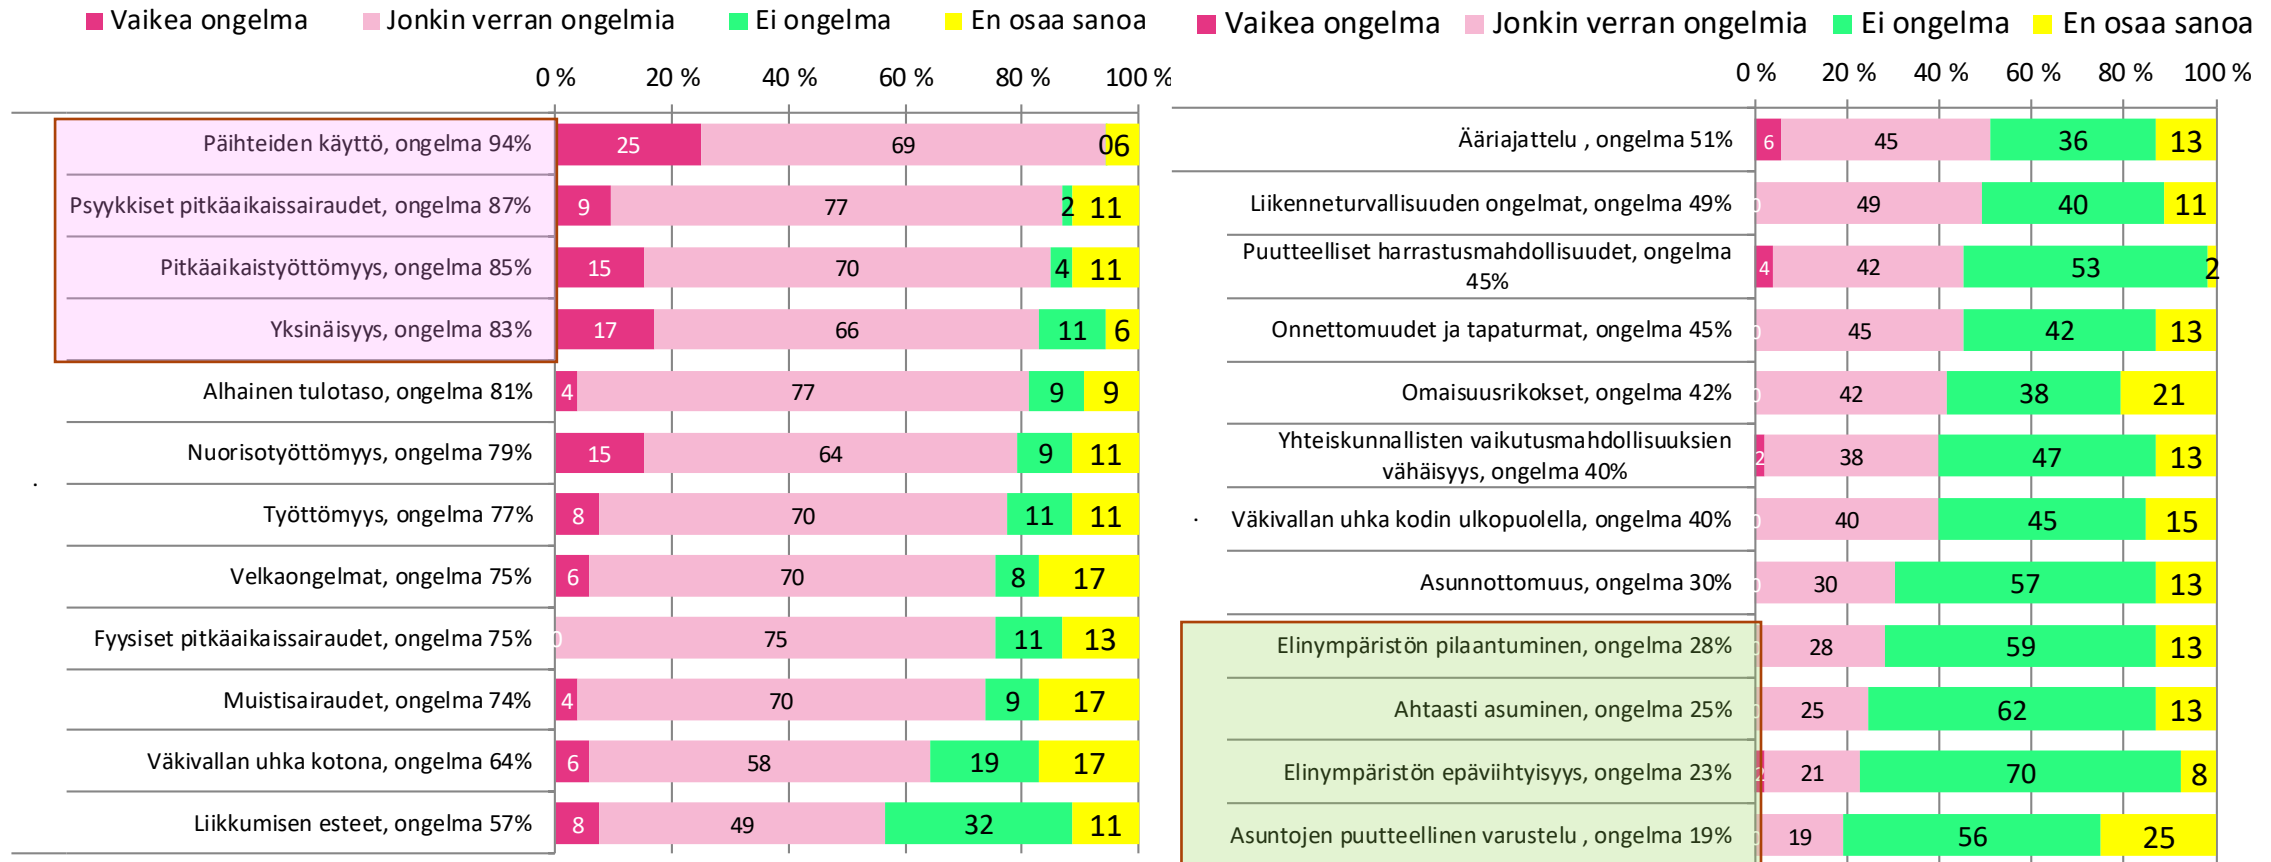 Vaikea ongelma Jonkin verran ongelmia Ei ongelma En osaa sanoa
0 % 20 % 40 % 60 % 80 % 100 %
Päihteiden käyttö, ongelma 94% 25 69 0 6
Psyykkiset pitkäaikaissairaudet, ongelma 87% 9 77 2 11
Pitkäaikaistyöttömyys, ongelma 85% 15 70 4 11
Yksinäisyys, ongelma 83% 17 66 11 6
Alhainen tulotaso, ongelma 81% 4 77 9 9
Nuorisotyöttömyys, ongelma 79% 15 64 9 11
Työttömyys, ongelma 77% 8 70 11 11
Velkaongelmat, ongelma 75% 6 70 8 17
Fyysiset pitkäaikaissairaudet, ongelma 75% 0 75 11 13
Muistisairaudet, ongelma 74% 4 70 9 17
Väkivallan uhka kotona, ongelma 64% 6 58 19 17
Liikkumisen esteet, ongelma 57% 8 49 32 11
.
Vaikea ongelma Jonkin verran ongelmia Ei ongelma En osaa sanoa
0 % 20 % 40 % 60 % 80 % 100 %
Ääriajattelu , ongelma 51% 6 45 36 13
Liikenneturvallisuuden ongelmat, ongelma 49% 0 49 40 11
Puutteelliset harrastusmahdollisuudet, ongelma
45% 4 42 53 2
Onnettomuudet ja tapaturmat, ongelma 45% 0 45 42 13
Omaisuusrikokset, ongelma 42% 0 42 38 21
Yhteiskunnallisten vaikutusmahdollisuuksien
vähäisyys, ongelma 40% 2 38 47 13
Väkivallan uhka kodin ulkopuolella, ongelma 40% 0 40 45 15
Asunnottomuus, ongelma 30% 0 30 57 13
Elinympäristön pilaantuminen, ongelma 28% 0 28 59 13
Ahtaasti asuminen, ongelma 25% 0 25 62 13
Elinympäristön epäviihtyisyys, ongelma 23% 2 21 70 8
Asuntojen puutteellinen varustelu , ongelma 19% 0 19 56 25
.